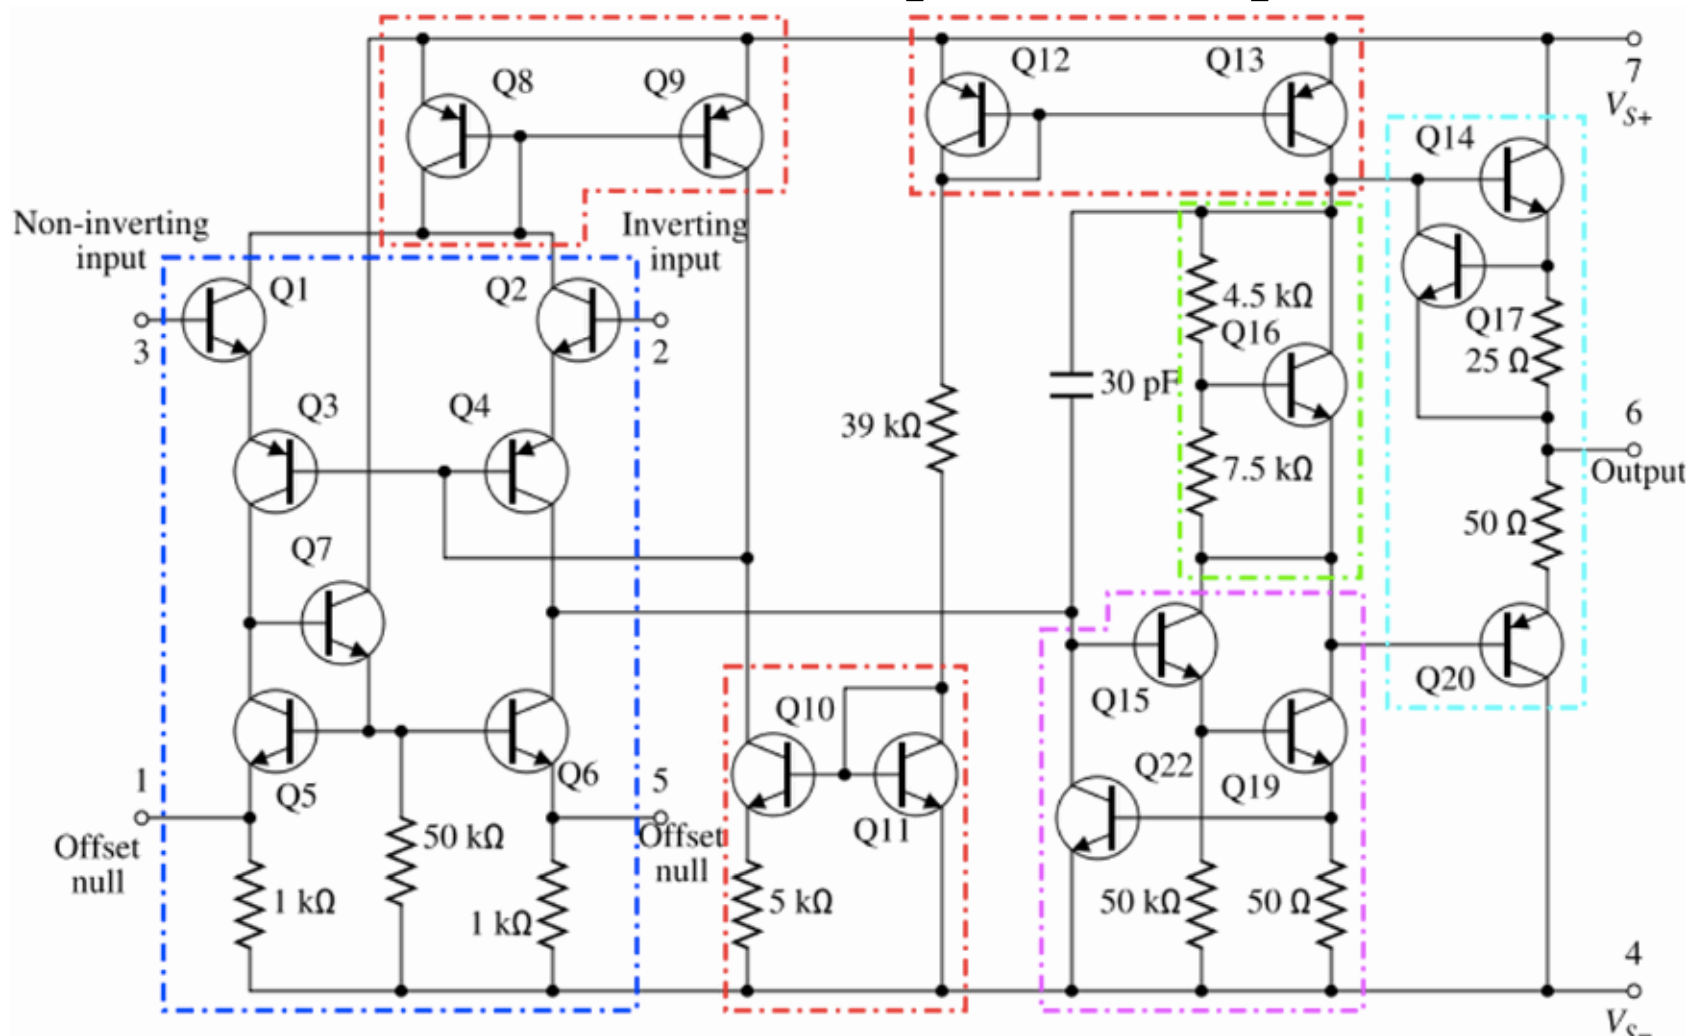 Q8
Q9
Q12
Q13
7
V_S+
Q14
Non-inverting
input
Inverting
input
Q1
Q2
3
2
4.5 kΩ
Q16
Q17
25 Ω
30 pF
Q3
Q4
39 kΩ
7.5 kΩ
6
Output
50 Ω
Q7
Q15
Q20
Q10
Q22
Q19
1
Q5
Q6
5
Offset
null
50 kΩ
Offset
null
Q11
1 kΩ
1 kΩ
5 kΩ
50 kΩ
50 Ω
4
V_S−